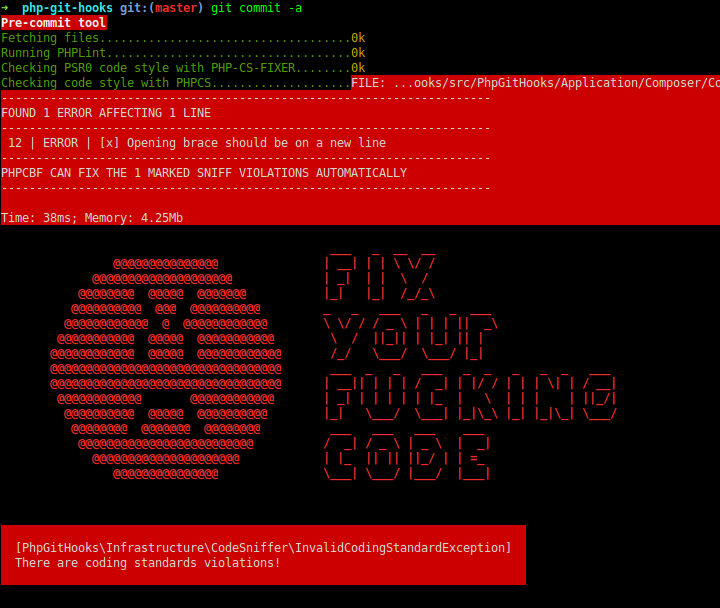 ➜  php-git-hooks git:(master) git commit -a
Pre-commit tool
Fetching files....................................0k
Running PHPLint...................................0k
Checking PSR0 code style with PHP-CS-FIXER........0k
Checking code style with PHPCS....................FILE: ...ooks/src/PhpGitHooks/Application/Composer/Co
----------------------------------------------------------------------
FOUND 1 ERROR AFFECTING 1 LINE
----------------------------------------------------------------------
 12 | ERROR | [x] Opening brace should be on a new line
----------------------------------------------------------------------
PHPCBF CAN FIX THE 1 MARKED SNIFF VIOLATIONS AUTOMATICALLY
----------------------------------------------------------------------
Time: 38ms; Memory: 4.25Mb
FIX
YOUR
FUCKING
CODE
[PhpGitHooks\Infrastructure\CodeSniffer\InvalidCodingStandardException]
There are coding standards violations!